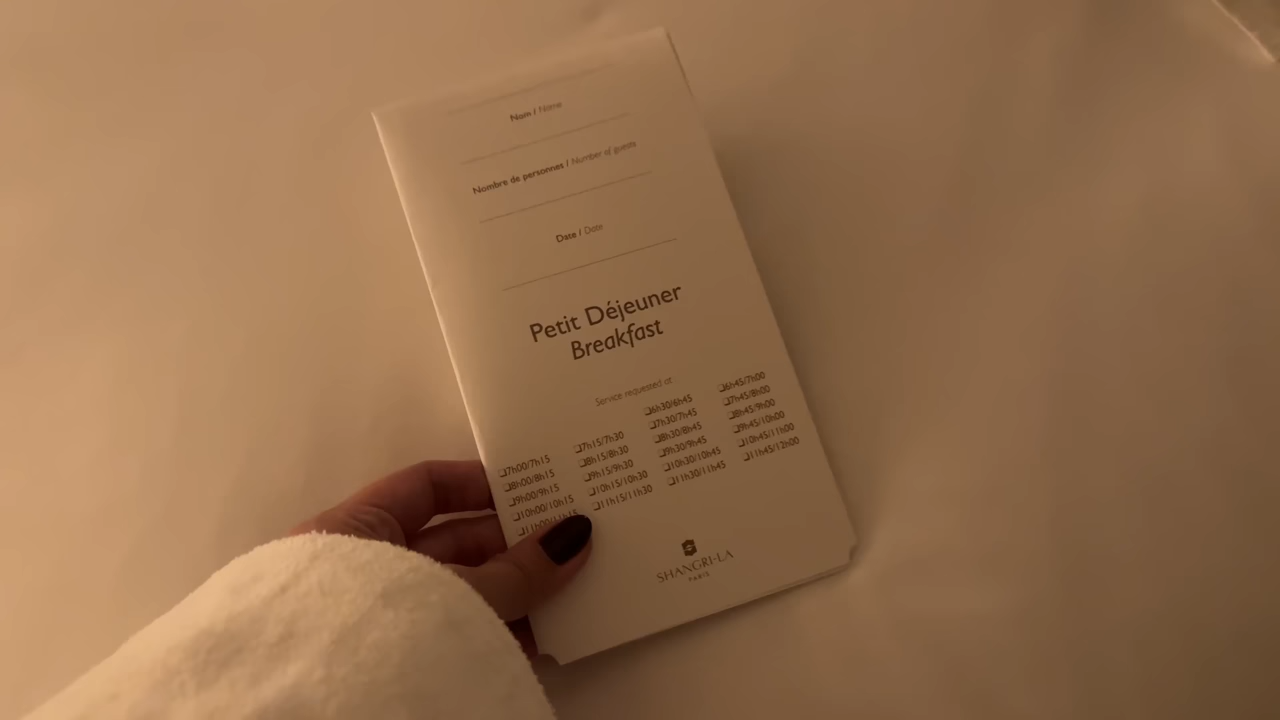 Nom / Name
Nombre de personnes / Number of guests
Date / Date
Petit Déjeuner
Breakfast
Service requested at
❑6h30/6h45 ❑6h45/7h00
❑7h00/7h15 ❑7h15/7h30 ❑7h30/7h45 ❑7h45/8h00
❑8h00/8h15 ❑8h15/8h30 ❑8h30/8h45 ❑8h45/9h00
❑9h00/9h15 ❑9h15/9h30 ❑9h30/9h45 ❑9h45/10h00
❑10h00/10h15 ❑10h15/10h30 ❑10h30/10h45 ❑10h45/11h00
❑11h00/11h15 ❑11h15/11h30 ❑11h30/11h45 ❑11h45/12h00
SHANGRI-LA
PARIS